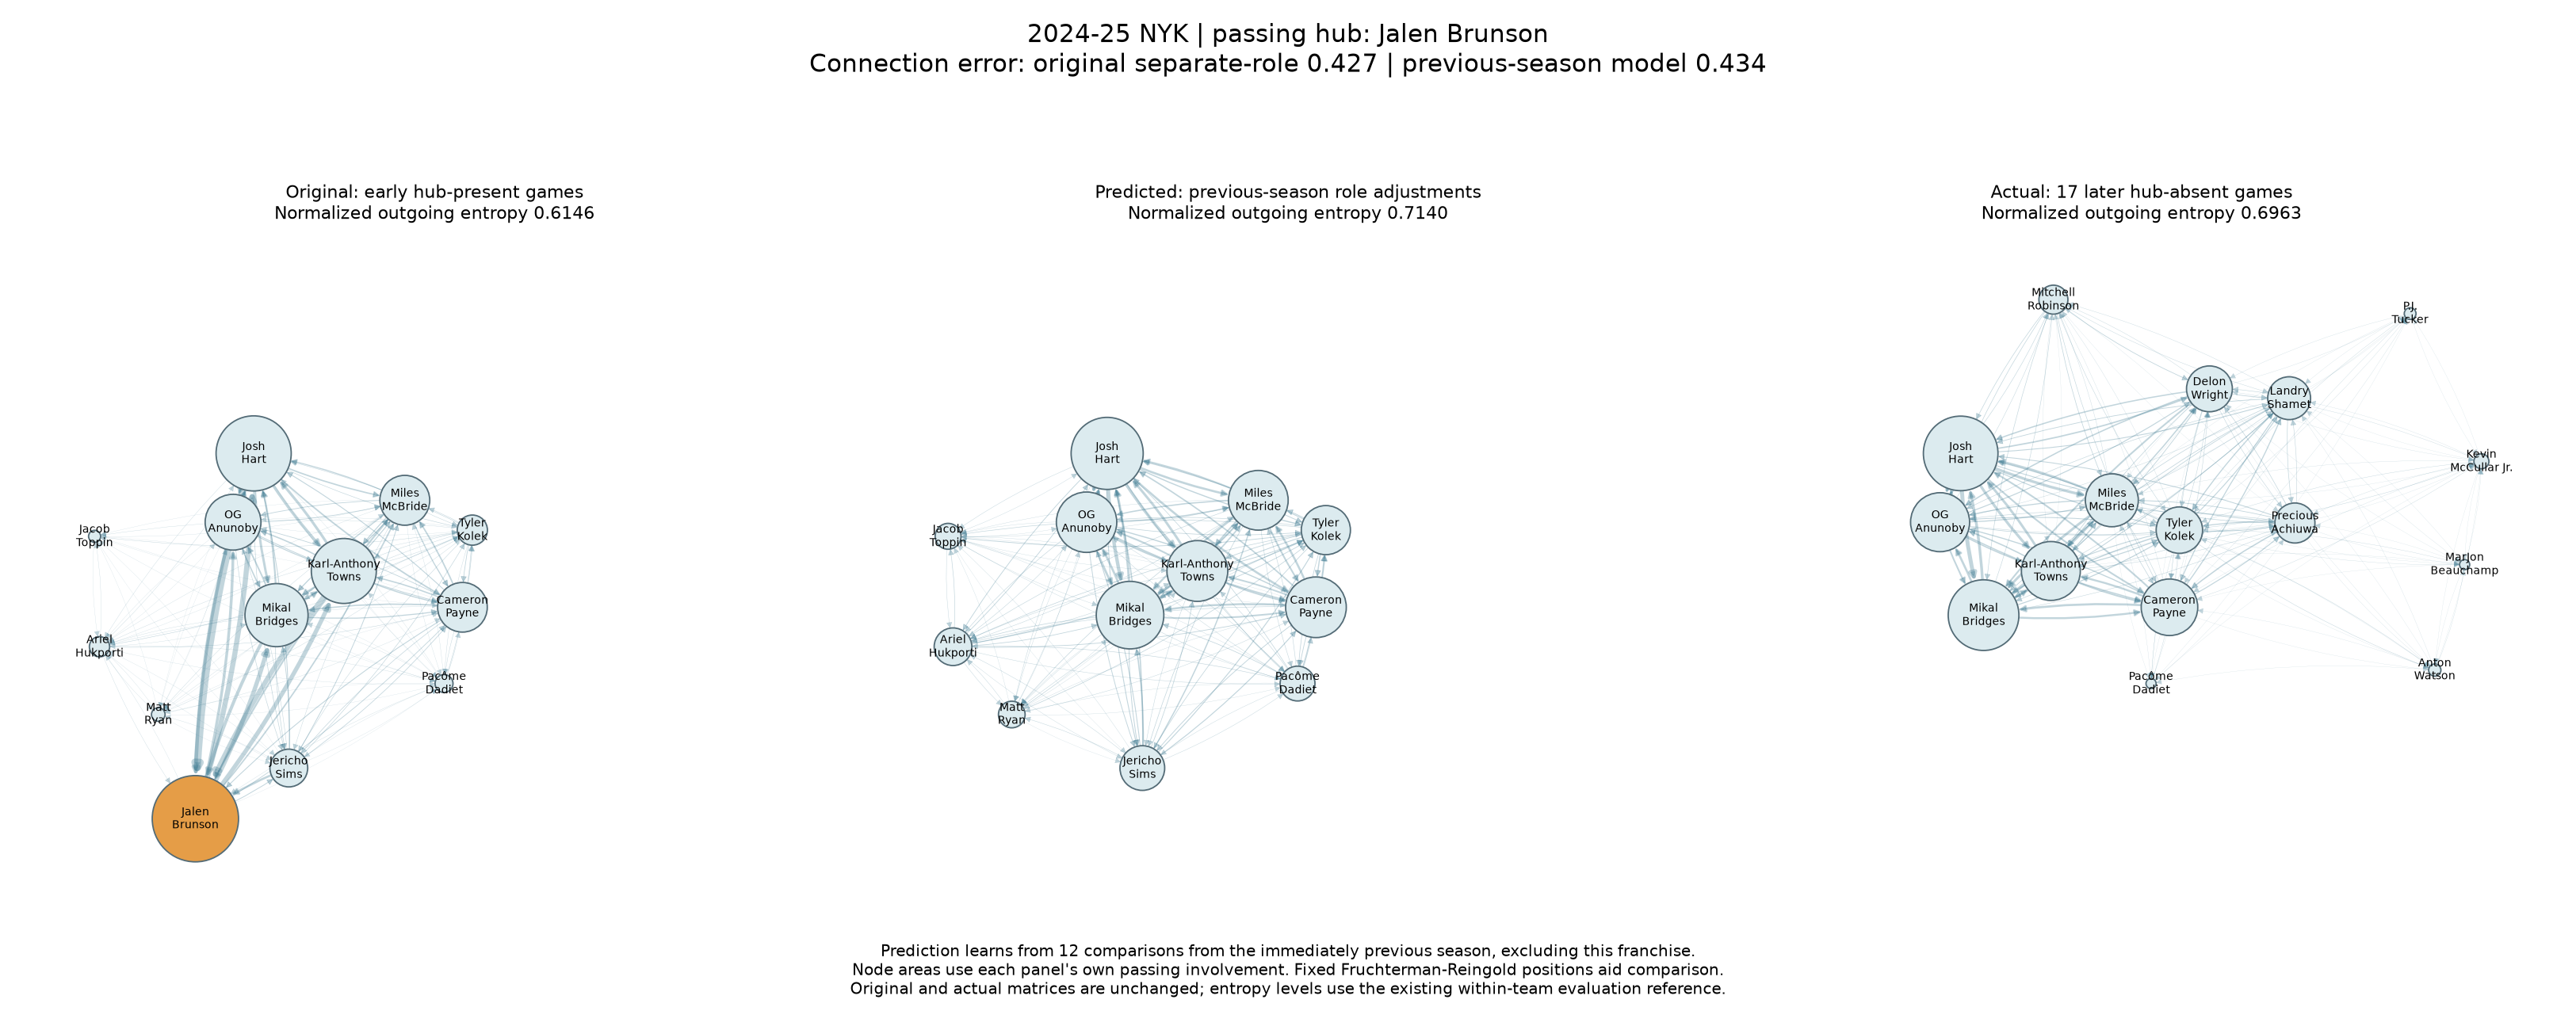 2024-25 NYK | passing hub: Jalen Brunson
Connection error: original separate-role 0.427 | previous-season model 0.434
Original: early hub-present games
Normalized outgoing entropy 0.6146
Josh
Hart
Miles
McBride
OG
Anunoby
Tyler
Kolek
Jacob
Toppin
Karl-Anthony
Towns
Mikal
Bridges
Cameron
Payne
Ariel
Hukporti
Pacôme
Dadiet
Matt
Ryan
Jericho
Sims
Jalen
Brunson
Predicted: previous-season role adjustments
Normalized outgoing entropy 0.7140
Josh
Hart
Miles
McBride
OG
Anunoby
Tyler
Kolek
Jacob
Toppin
Karl-Anthony
Towns
Mikal
Bridges
Cameron
Payne
Ariel
Hukporti
Pacôme
Dadiet
Matt
Ryan
Jericho
Sims
Actual: 17 later hub-absent games
Normalized outgoing entropy 0.6963
Mitchell
Robinson
P.J.
Tucker
Delon
Wright
Landry
Shamet
Josh
Hart
Kevin
McCullar Jr.
Miles
McBride
OG
Anunoby
Tyler
Kolek
Precious
Achiuwa
Karl-Anthony
Towns
MarJon
Beauchamp
Mikal
Bridges
Cameron
Payne
Pacôme
Dadiet
Anton
Watson
Prediction learns from 12 comparisons from the immediately previous season, excluding this franchise.
Node areas use each panel's own passing involvement. Fixed Fruchterman-Reingold positions aid comparison.
Original and actual matrices are unchanged; entropy levels use the existing within-team evaluation reference.